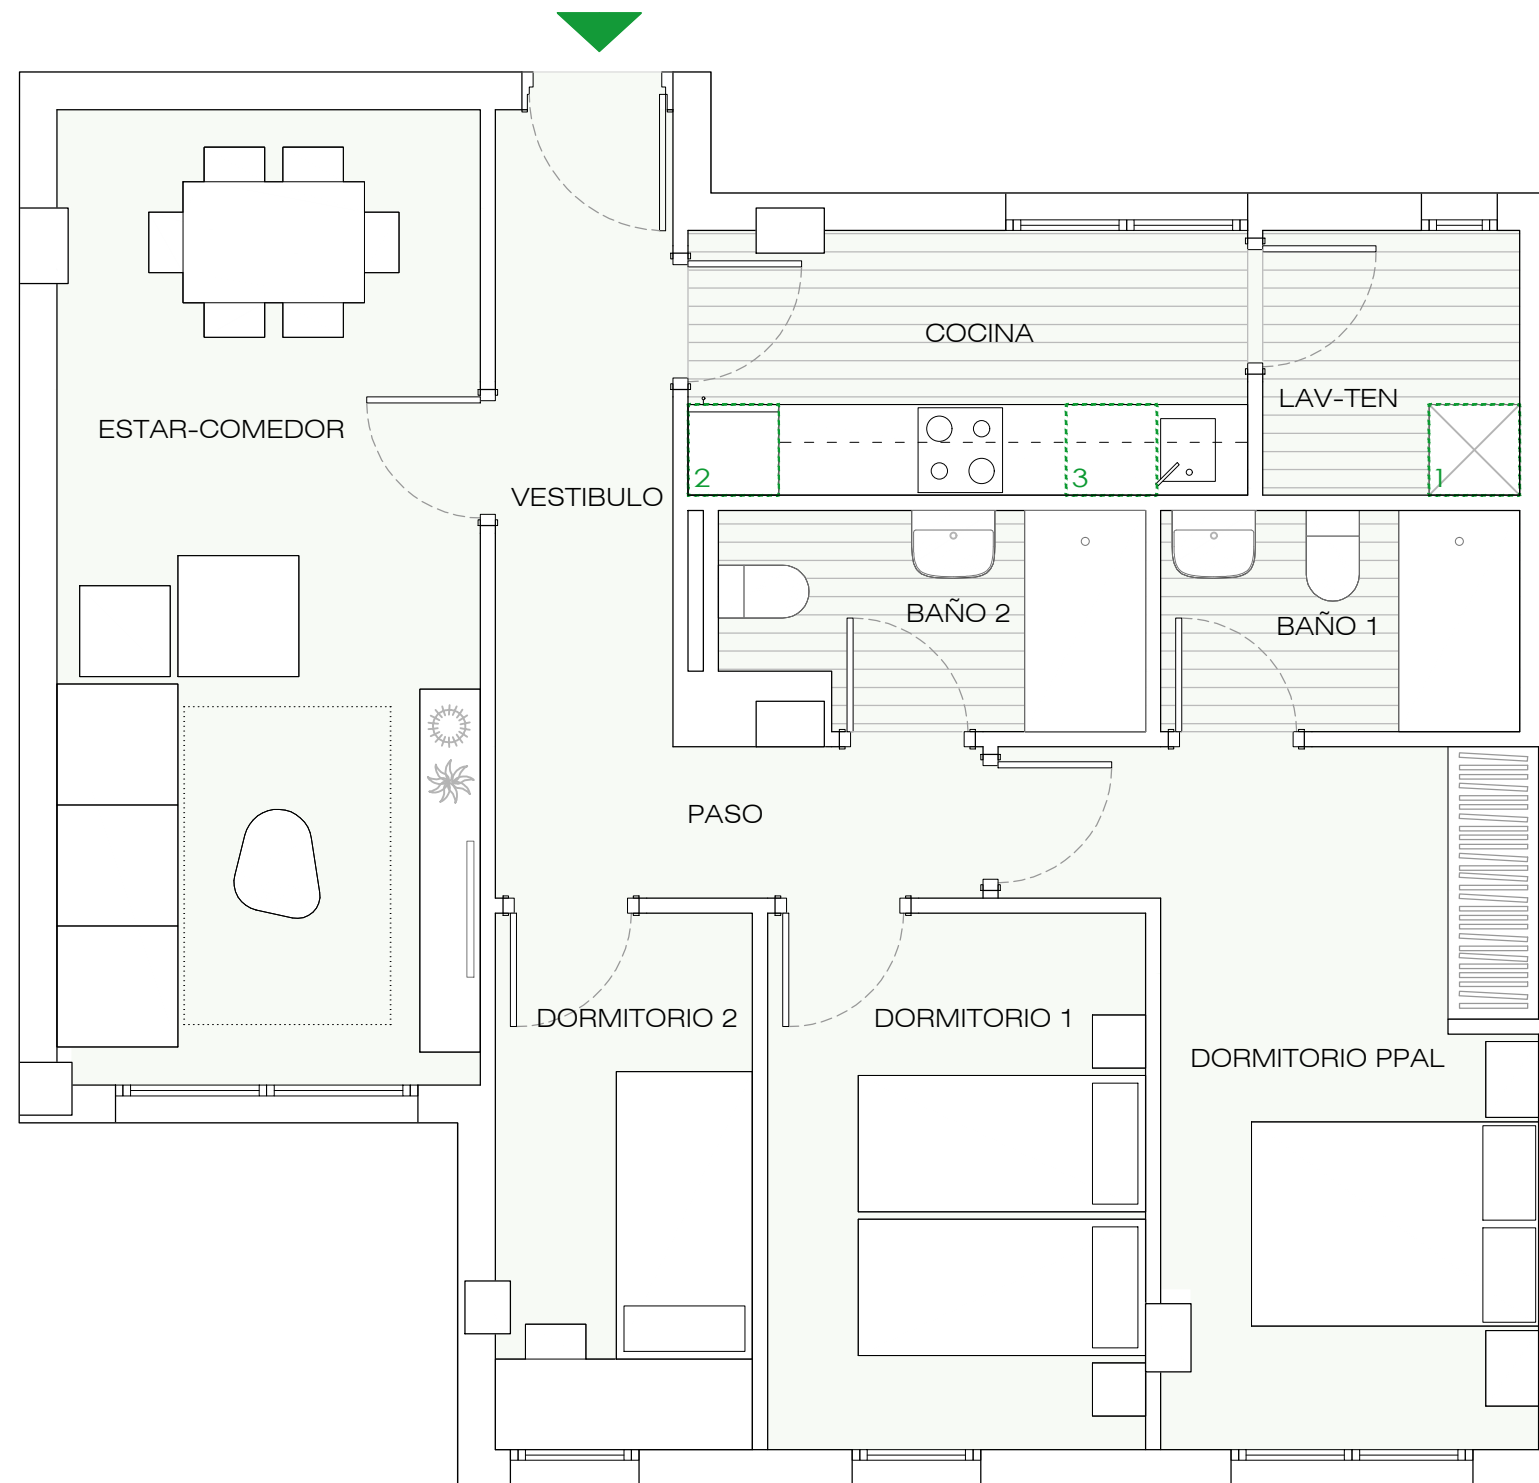 COCINA
LAV-TEN
ESTAR-COMEDOR
2
3
1
VESTIBULO
BAÑO 2
BAÑO 1
PASO
DORMITORIO 2
DORMITORIO 1
DORMITORIO PPAL